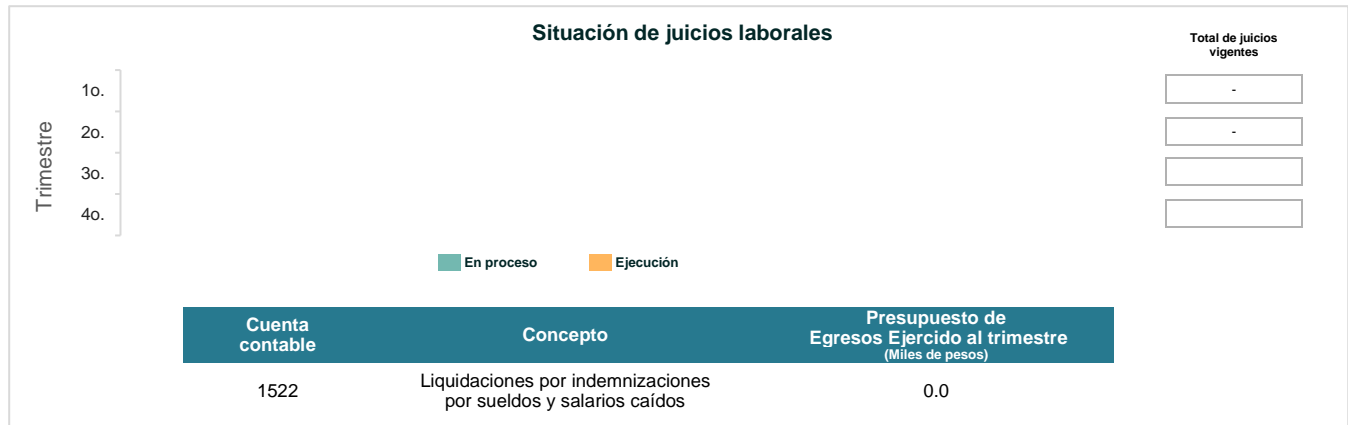 Situación de juicios laborales
Total de juicios
vigentes
Trimestre
1o.
-
2o.
-
3o.
4o.
En proceso
Ejecución
Cuenta
contable
Concepto
Presupuesto de
Egresos Ejercido al trimestre
(Miles de pesos)
1522
Liquidaciones por indemnizaciones
por sueldos y salarios caídos
0.0